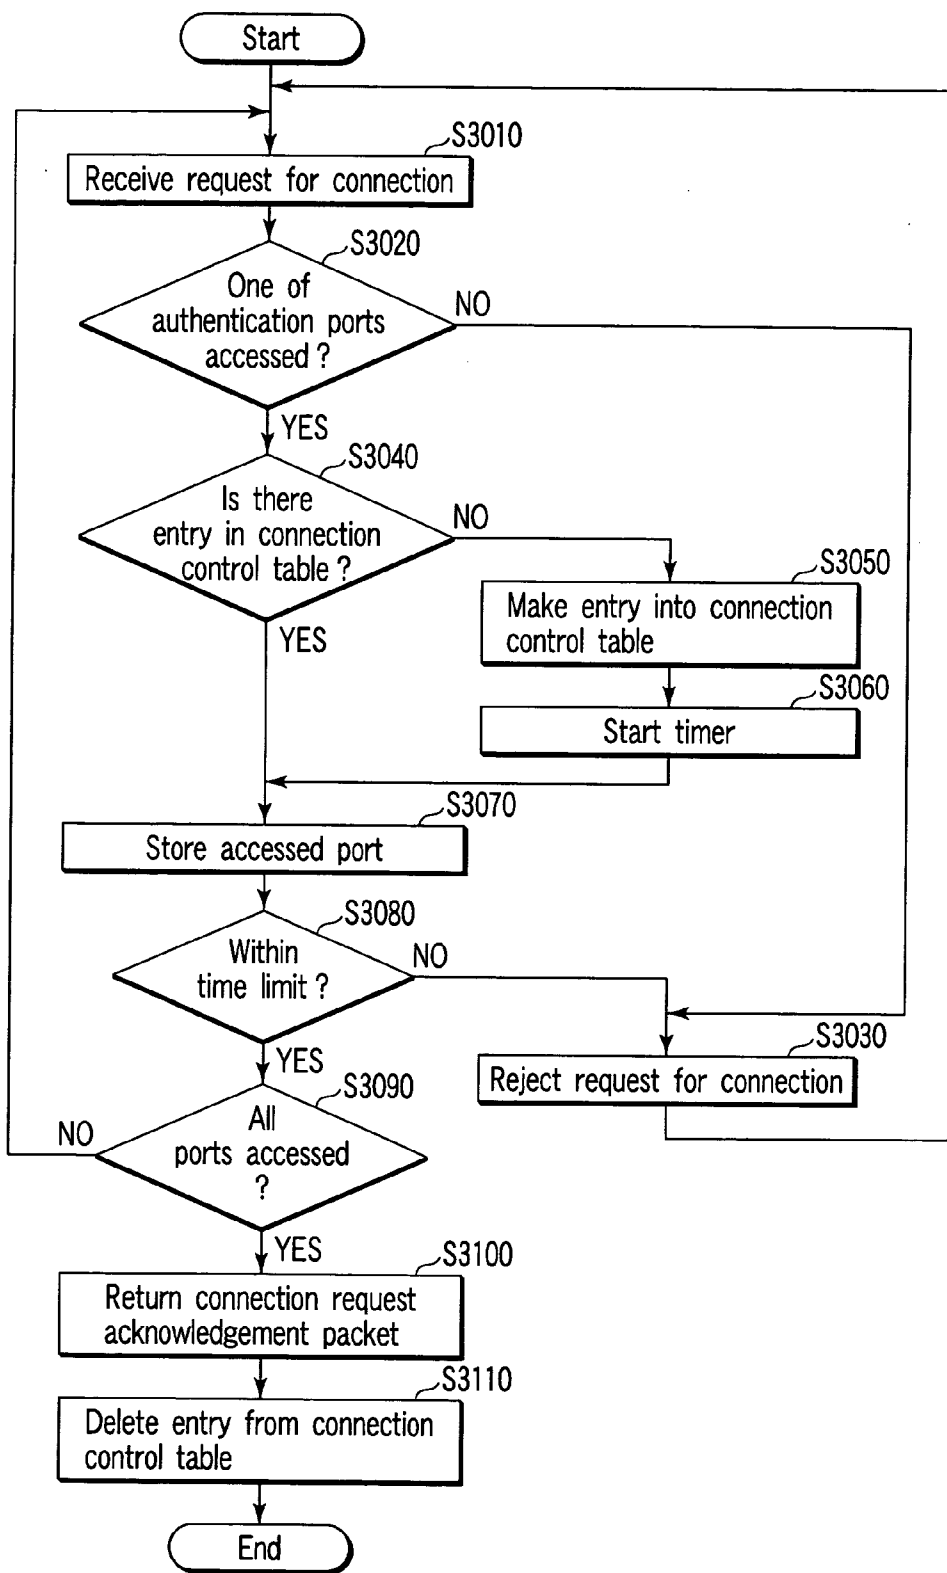 Start
S3010
Receive request for connection
S3020
One of
authentication ports
accessed ?
NO
YES
S3040
Is there
entry in connection
control table ?
NO
YES
S3050
Make entry into connection
control table
S3060
Start timer
S3070
Store accessed port
S3080
Within
time limit ?
NO
YES
S3030
Reject request for connection
S3090
All
ports accessed
?
NO
YES
S3100
Return connection request
acknowledgement packet
S3110
Delete entry from connection
control table
End